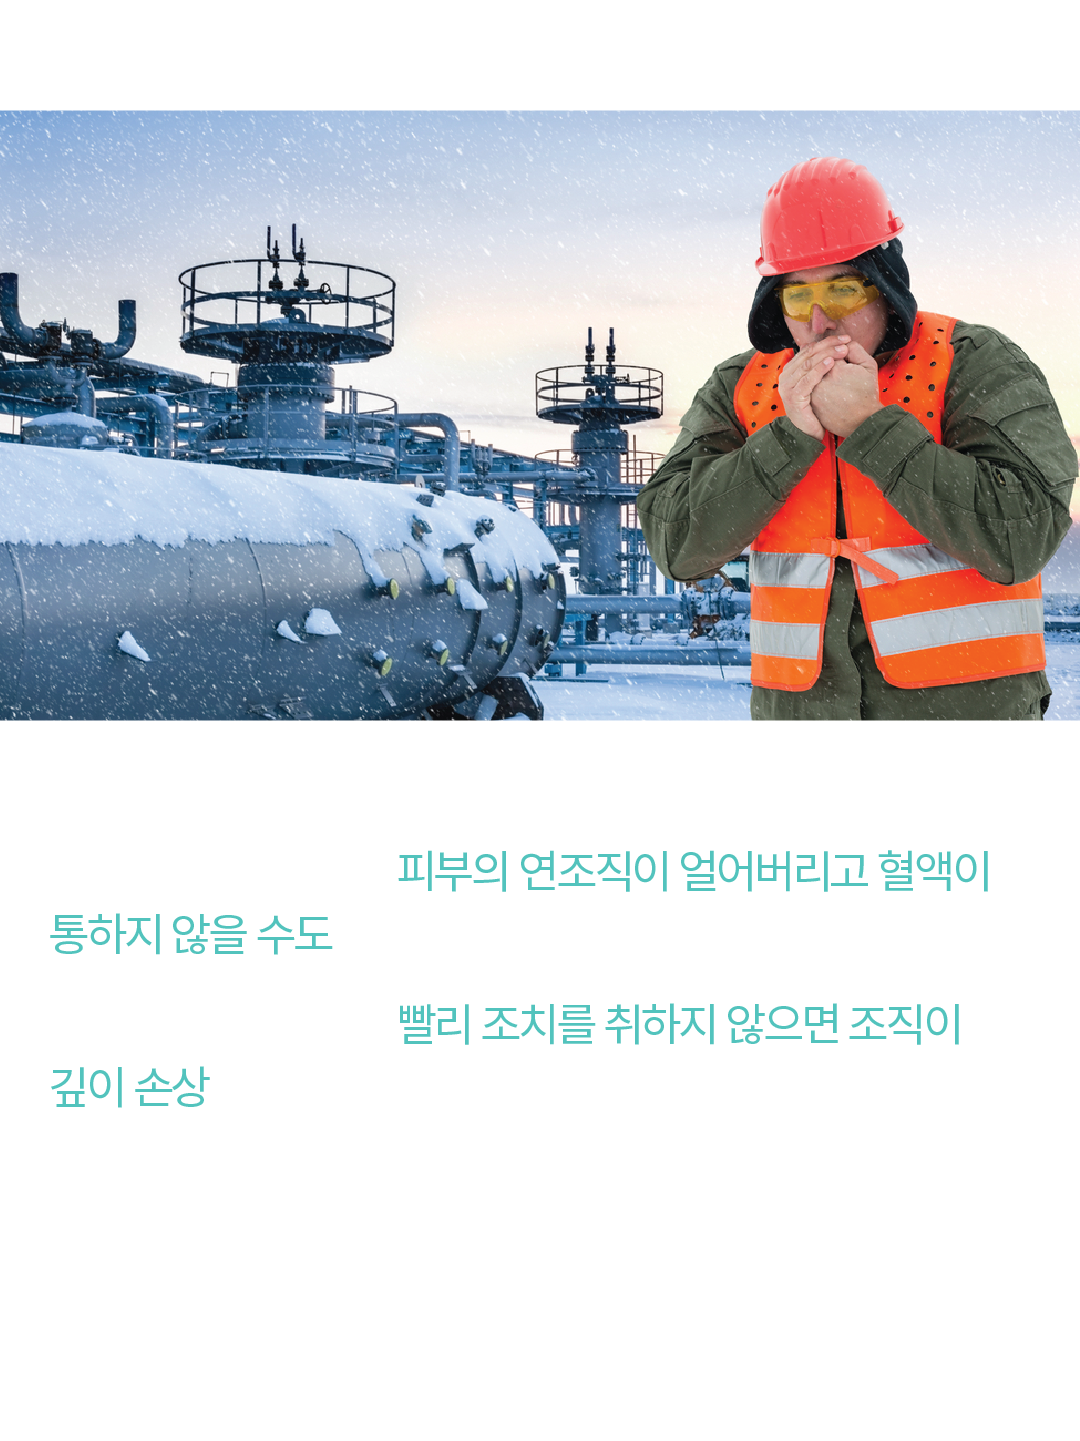 피부의 연조직이 얼어버리고 혈액이
통하지 않을 수도
빨리 조치를 취하지 않으면 조직이
깊이 손상